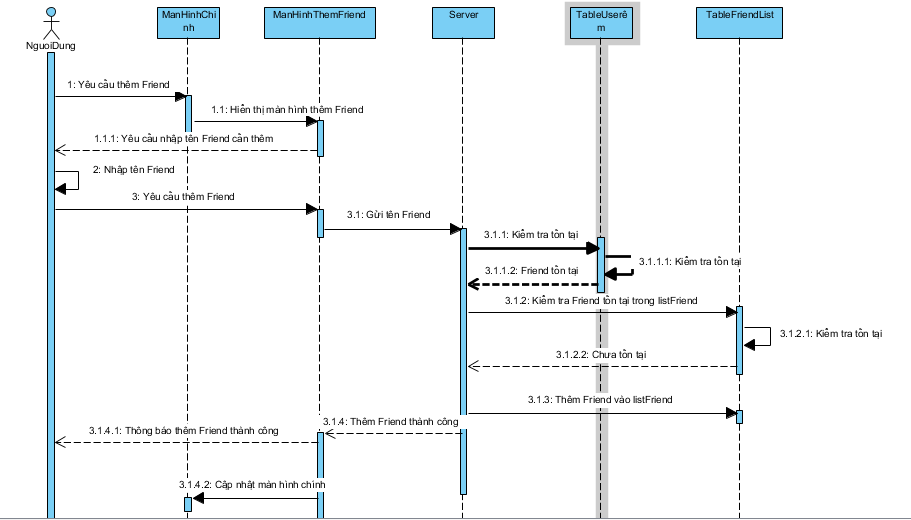 ManHinhChi
nh
ManHinhThemFriend
Server
TableUserễ
m
TableFriendList
NguoiDung
1: Yêu cầu thêm Friend
1.1: Hiển thị màn hình thêm Friend
1.1.1: Yêu cầu nhập tên Friend cần thêm
2: Nhập tên Friend
3: Yêu cầu thêm Friend
3.1: Gửi tên Friend
3.1.1: Kiểm tra tồn tại
3.1.1.1: Kiểm tra tồn tại
3.1.1.2: Friend tồn tại
3.1.2: Kiểm tra Friend tồn tại trong listFriend
3.1.2.1: Kiểm tra tồn tại
3.1.2.2: Chưa tồn tại
3.1.3: Thêm Friend vào listFriend
3.1.4: Thêm Friend thành công
3.1.4.1: Thông báo thêm Friend thành công
3.1.4.2: Cập nhật màn hình chính